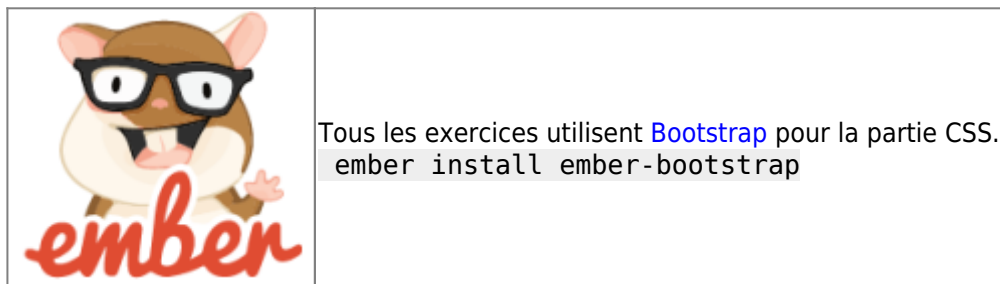 ember
Tous les exercices utilisent Bootstrap pour la partie CSS.
ember install ember-bootstrap